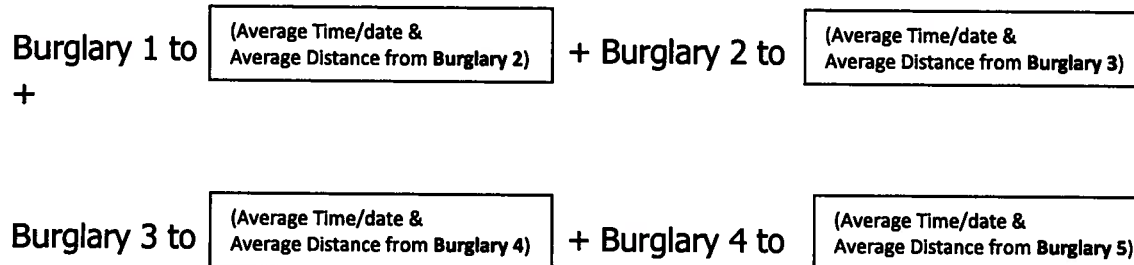 Burglary 1 to (Average Time/date & Average Distance from Burglary 2) + Burglary 2 to (Average Time/date & Average Distance from Burglary 3)
+
Burglary 3 to (Average Time/date & Average Distance from Burglary 4) + Burglary 4 to (Average Time/date & Average Distance from Burglary 5)